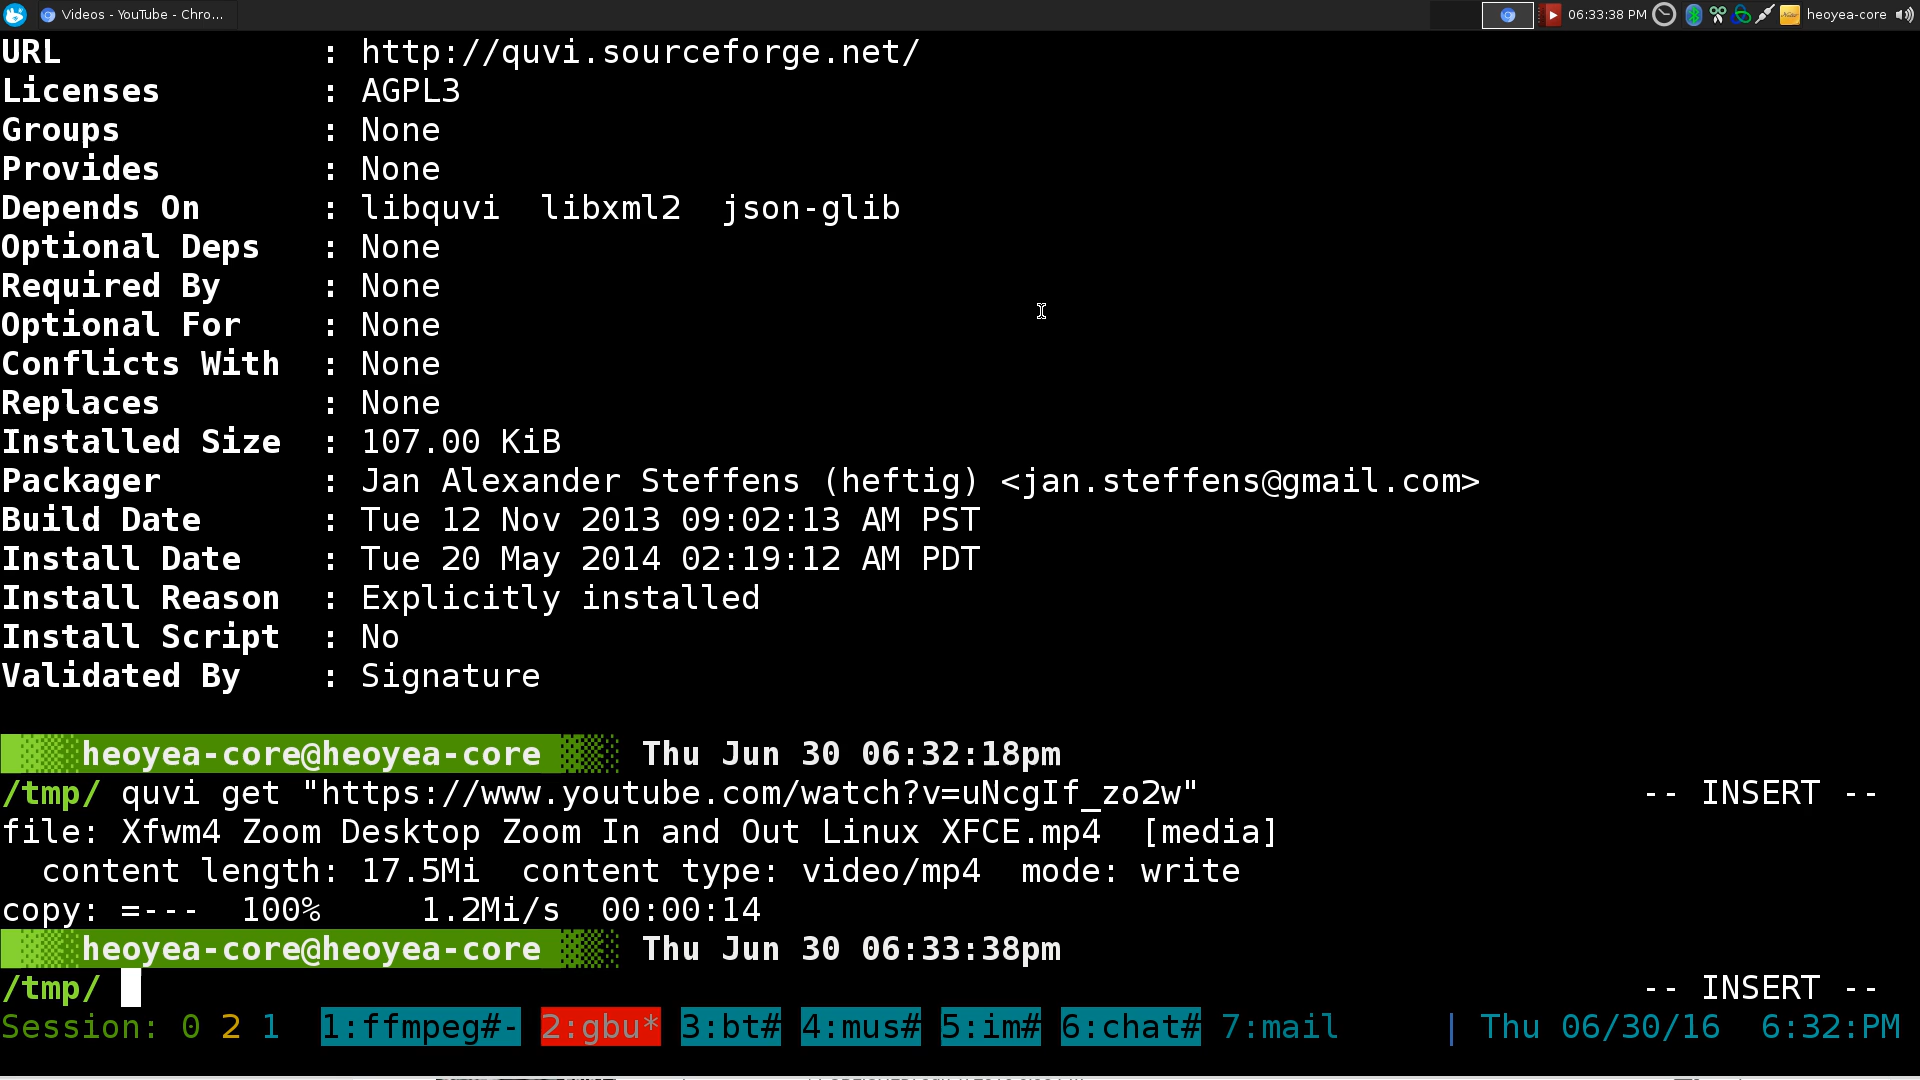 Videos - YouTube - Chro... 06:33:38 PM heoyea-core
URL : http://quvi.sourceforge.net/
Licenses : AGPL3
Groups : None
Provides : None
Depends On : libquvi libxml2 json-glib
Optional Deps : None
Required By : None
Optional For : None
Conflicts With : None
Replaces : None
Installed Size : 107.00 KiB
Packager : Jan Alexander Steffens (heftig) <jan.steffens@gmail.com>
Build Date : Tue 12 Nov 2013 09:02:13 AM PST
Install Date : Tue 20 May 2014 02:19:12 AM PDT
Install Reason : Explicitly installed
Install Script : No
Validated By : Signature
heoyea-core@heoyea-core Thu Jun 30 06:32:18pm
/tmp/ quvi get "https://www.youtube.com/watch?v=uNcgIf_zo2w" -- INSERT --
file: Xfwm4 Zoom Desktop Zoom In and Out Linux XFCE.mp4 [media]
content length: 17.5Mi content type: video/mp4 mode: write
copy: =--- 100% 1.2Mi/s 00:00:14
heoyea-core@heoyea-core Thu Jun 30 06:33:38pm
/tmp/ -- INSERT --
Session: 0 2 1 1:ffmpeg#- 2:gbu* 3:bt# 4:mus# 5:im# 6:chat# 7:mail | Thu 06/30/16 6:32:PM